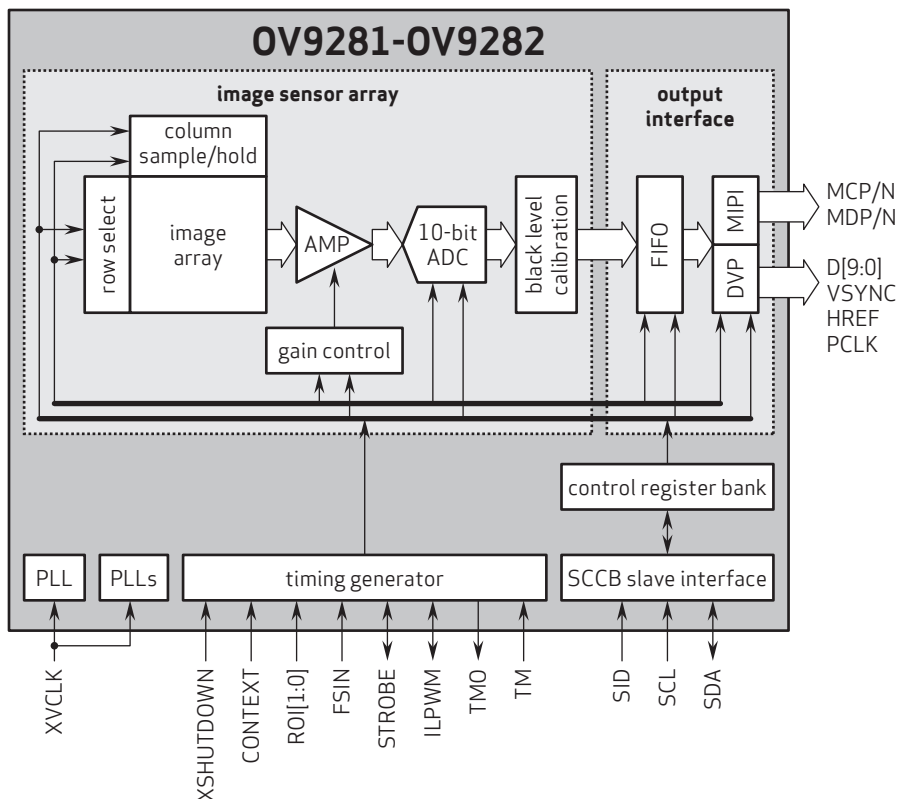 OV9281-OV9282
image sensor array
output
interface
column
sample/hold
row select
image
array
AMP
10-bit
ADC
black level
calibration
FIFO
MIPI
DVP
MCP/N
MDP/N
D[9:0]
VSYNC
HREF
PCLK
gain control
control register bank
PLL
PLLs
timing generator
SCCB slave interface
XVCLK
XSHUTDOWN
CONTEXT
ROI[1:0]
FSIN
STROBE
ILPWM
TMO
TM
SID
SCL
SDA